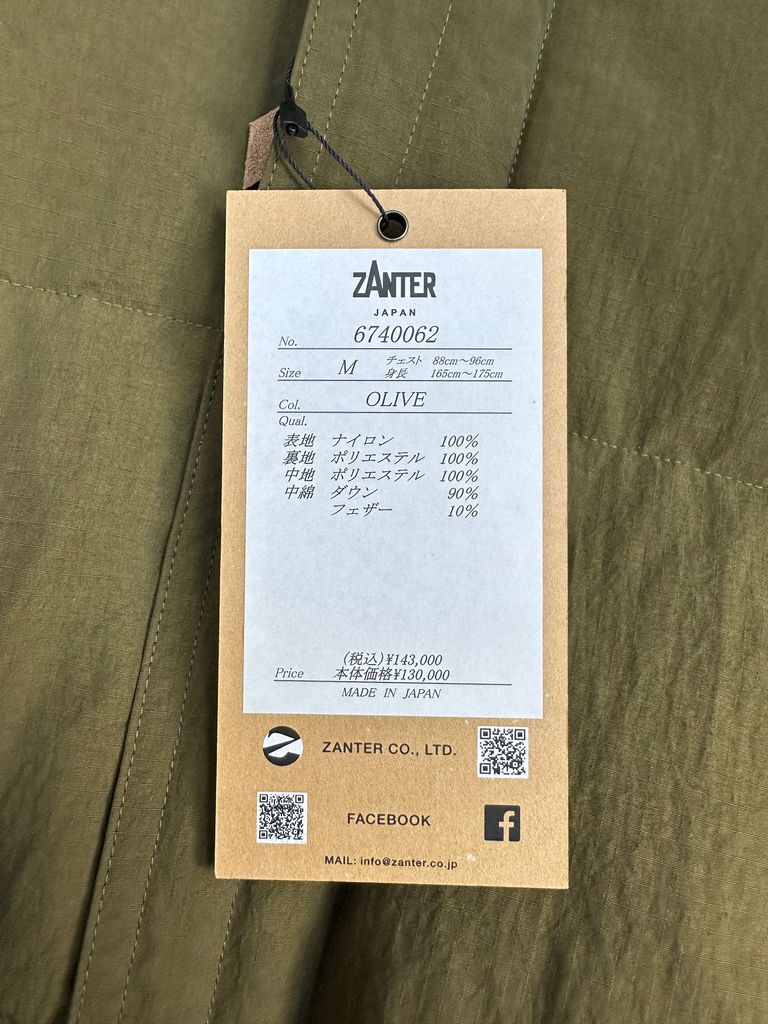 ZANTER
JAPAN
No. 6740062
Size M チェスト 88cm～96cm
身長 165cm～175cm
Col. OLIVE
Qual.
表地 ナイロン 100%
裏地 ポリエステル 100%
中地 ポリエステル 100%
中綿 ダウン 90%
フェザー 10%
(税込)¥143,000
Price 本体価格¥130,000
MADE IN JAPAN
ZANTER CO., LTD.
FACEBOOK
MAIL: info@zanter.co.jp